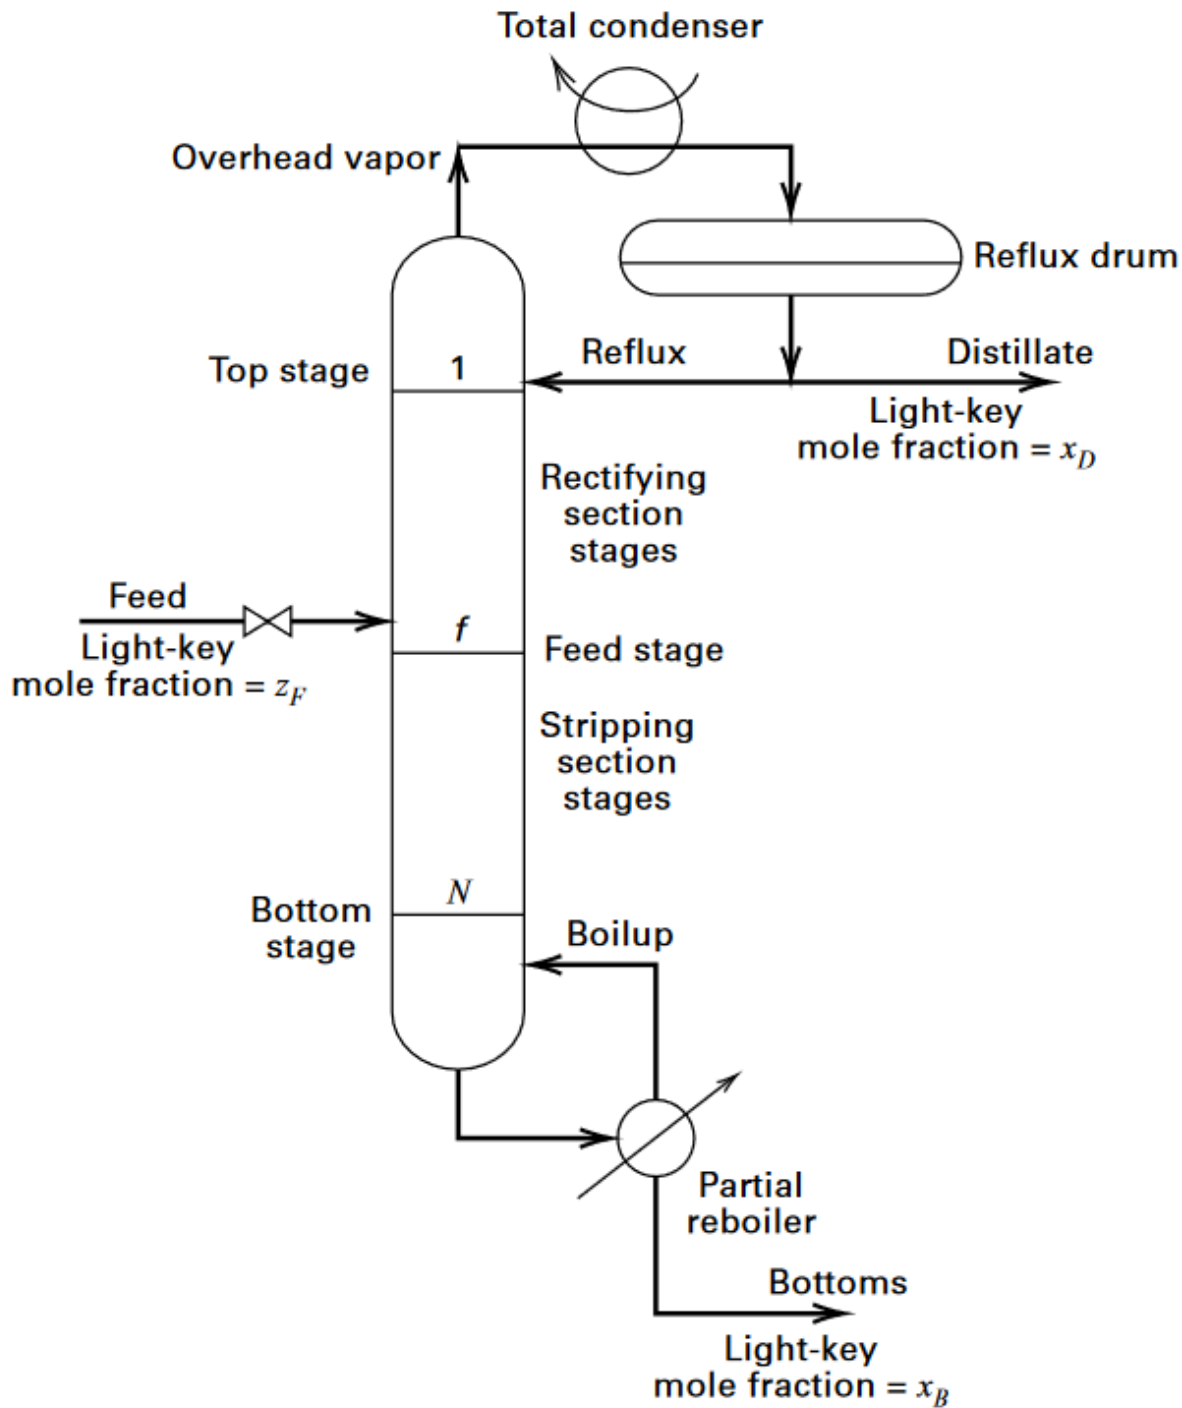 Total condenser
Overhead vapor
Reflux drum
Top stage
1
Reflux
Distillate
Light-key
mole fraction = x_D
Rectifying
section
stages
Feed
Light-key
mole fraction = z_F
f
Feed stage
Stripping
section
stages
N
Bottom
stage
Boilup
Partial
reboiler
Bottoms
Light-key
mole fraction = x_B